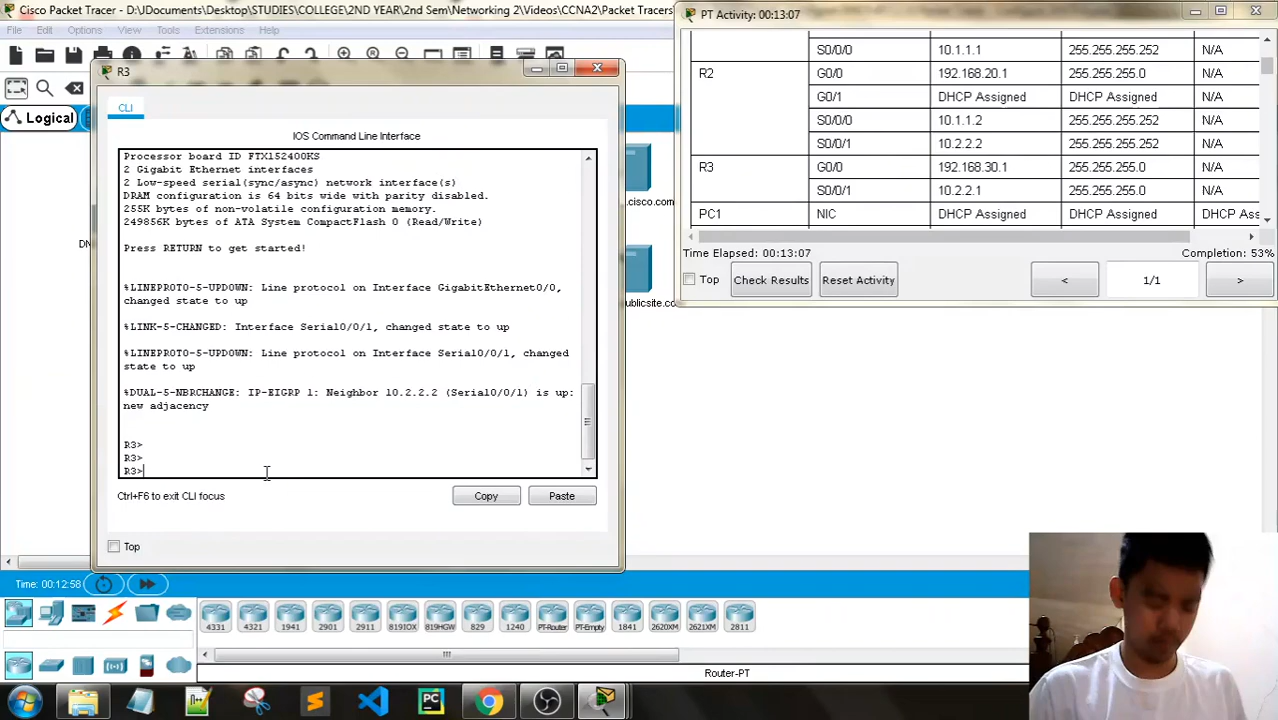 Cisco Packet Tracer - D:\JDocuments\Desktop\STUDIES\COLLEGE\2ND YEAR\2nd Sem\Networking 2\Videos\CCNA2\Packet Tracers
File Edit Options View Tools Extensions Help
Logical
PT Activity: 00:13:07
S0/0/0 10.1.1.1 255.255.255.252 N/A
R2 G0/0 192.168.20.1 255.255.255.0 N/A
G0/1 DHCP Assigned DHCP Assigned N/A
S0/0/0 10.1.1.2 255.255.255.252 N/A
S0/0/1 10.2.2.2 255.255.255.252 N/A
R3 G0/0 192.168.30.1 255.255.255.0 N/A
S0/0/1 10.2.2.1 255.255.255.0 N/A
PC1 NIC DHCP Assigned DHCP Assigned DHCP Ass
Time Elapsed: 00:13:07 Completion: 53%
Top Check Results Reset Activity < 1/1 >
R3
CLI
IOS Command Line Interface
Processor board ID FTX152400KS
2 Gigabit Ethernet interfaces
2 Low-speed serial(sync/async) network interface(s)
DRAM configuration is 64 bits wide with parity disabled.
255K bytes of non-volatile configuration memory.
249856K bytes of ATA System CompactFlash 0 (Read/Write)
Press RETURN to get started!
%LINEPROTO-5-UPDOWN: Line protocol on Interface GigabitEthernet0/0,
changed state to up
%LINK-5-CHANGED: Interface Serial0/0/1, changed state to up
%LINEPROTO-5-UPDOWN: Line protocol on Interface Serial0/0/1, changed
state to up
%DUAL-5-NBRCHANGE: IP-EIGRP 1: Neighbor 10.2.2.2 (Serial0/0/1) is up:
new adjacency
R3>
R3>
R3>
Ctrl+F6 to exit CLI focus
Copy Paste
Top
DN
.cisco.com
publicsite.com
Time: 00:12:58
4331 4321 1941 2901 2911 819IOX 819HGW 829 1240 PT-Router PT-Empty 1841 2620XM 2621XM 2811
Router-PT